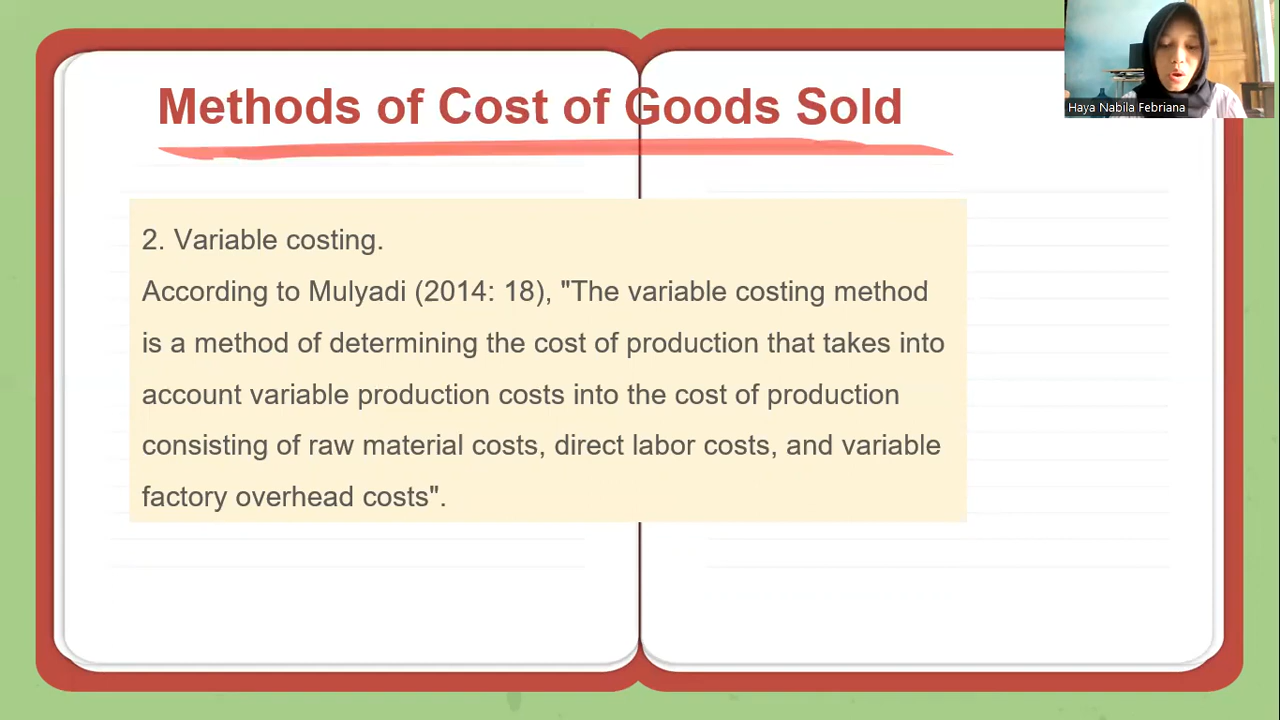 Methods of Cost of Goods Sold
Haya Nabila Febriana
2. Variable costing.
According to Mulyadi (2014: 18), "The variable costing method
is a method of determining the cost of production that takes into
account variable production costs into the cost of production
consisting of raw material costs, direct labor costs, and variable
factory overhead costs".